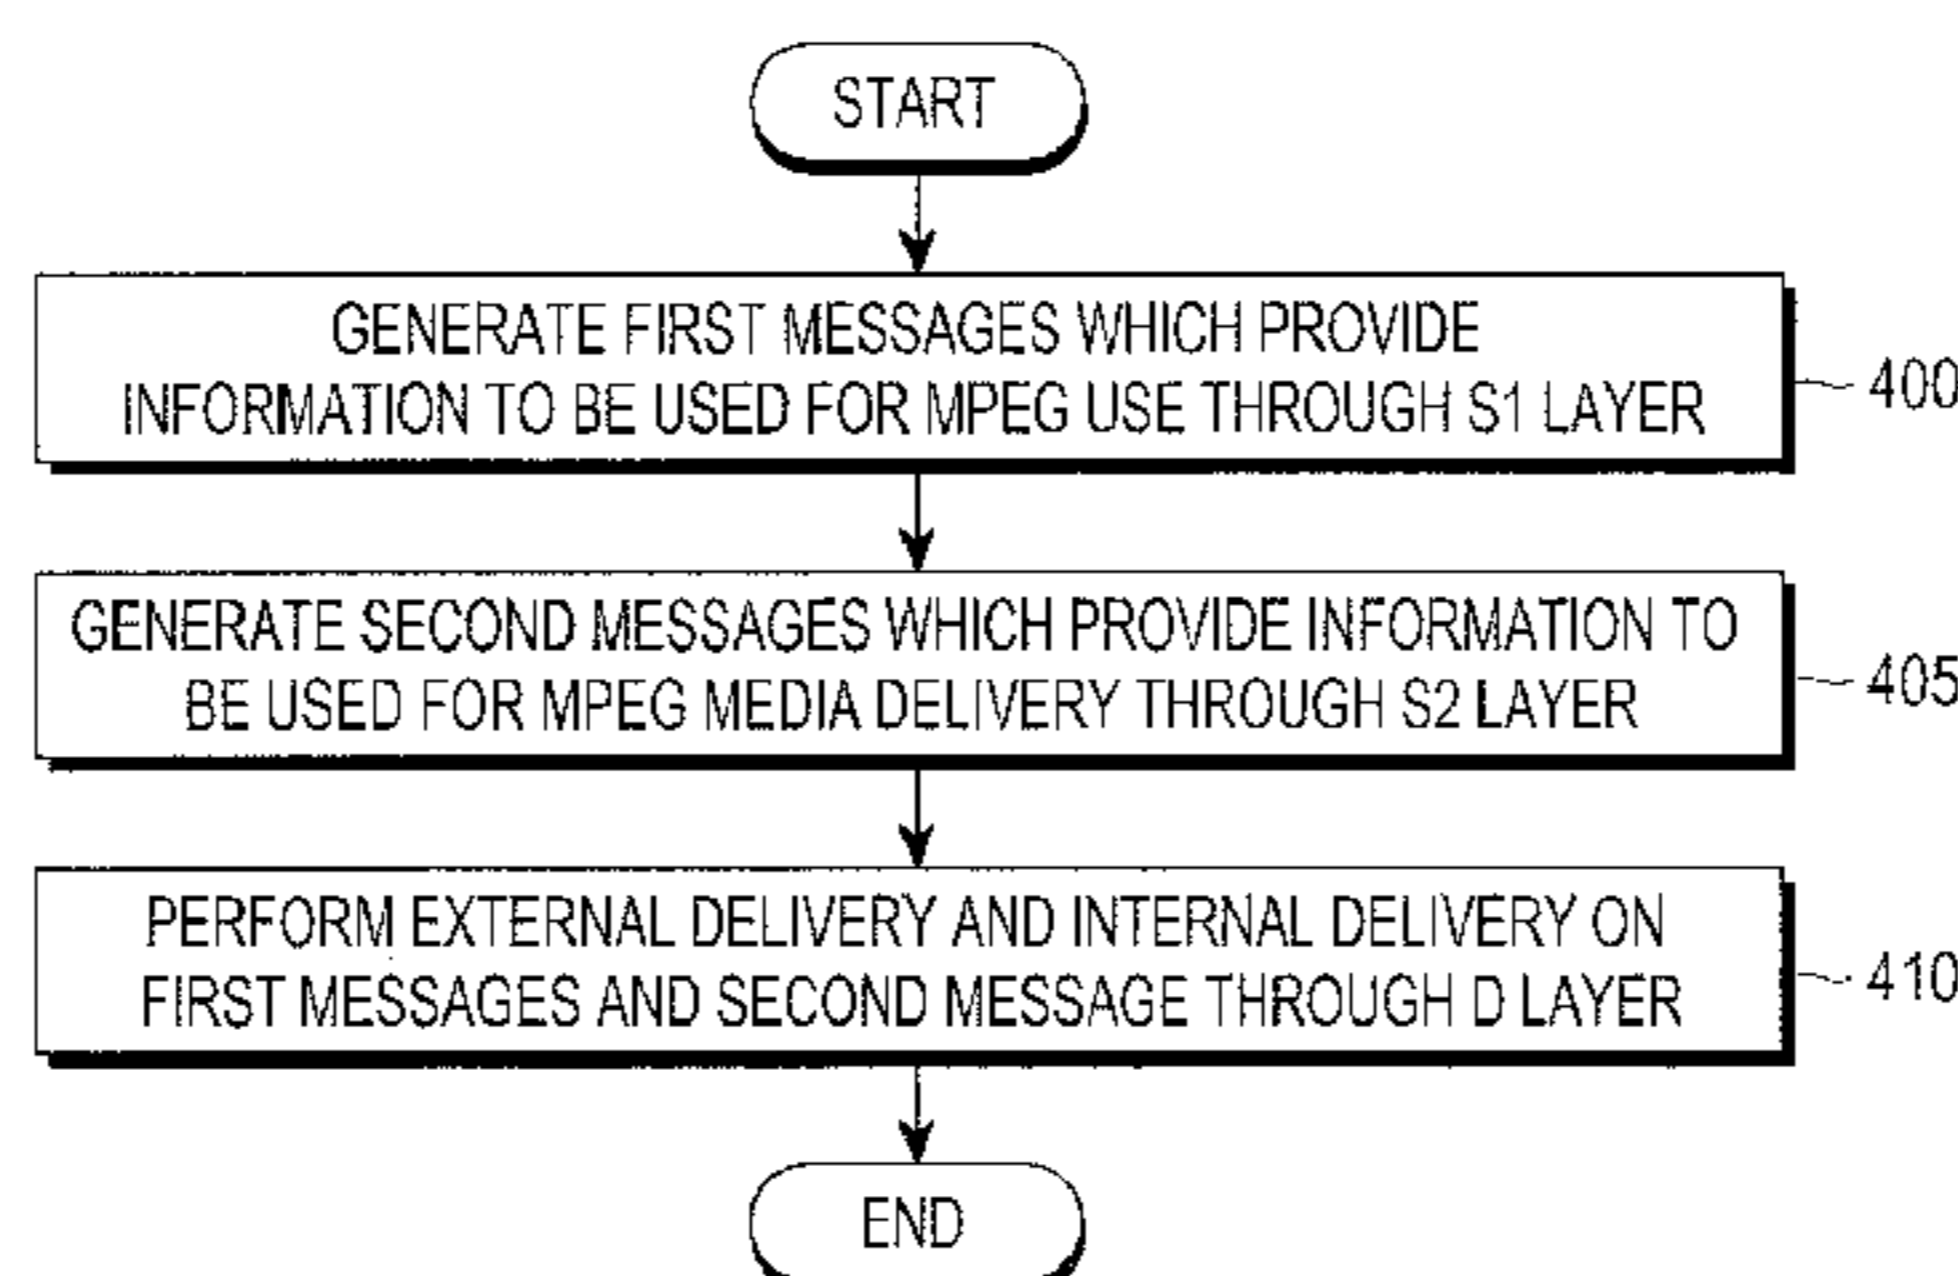 START
GENERATE FIRST MESSAGES WHICH PROVIDE
INFORMATION TO BE USED FOR MPEG USE THROUGH S1 LAYER
400
GENERATE SECOND MESSAGES WHICH PROVIDE INFORMATION TO
BE USED FOR MPEG MEDIA DELIVERY THROUGH S2 LAYER
405
PERFORM EXTERNAL DELIVERY AND INTERNAL DELIVERY ON
FIRST MESSAGES AND SECOND MESSAGE THROUGH D LAYER
410
END